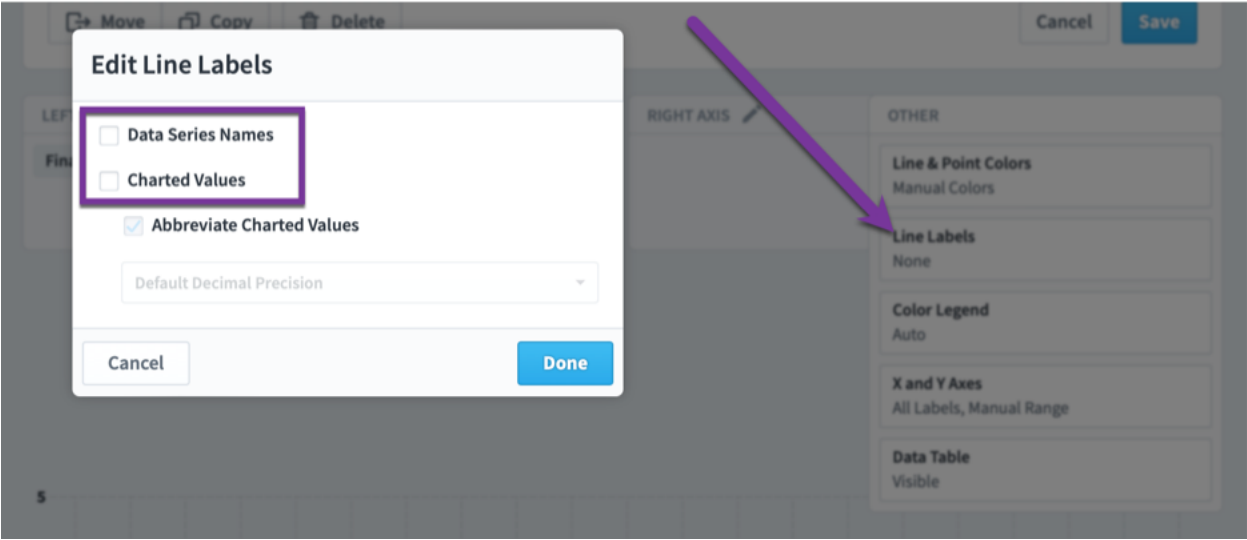 Move Copy Delete
Cancel Save
Edit Line Labels
Data Series Names
Charted Values
Abbreviate Charted Values
Default Decimal Precision
Cancel Done
RIGHT AXIS
OTHER
Line & Point Colors
Manual Colors
Line Labels
None
Color Legend
Auto
X and Y Axes
All Labels, Manual Range
Data Table
Visible
5